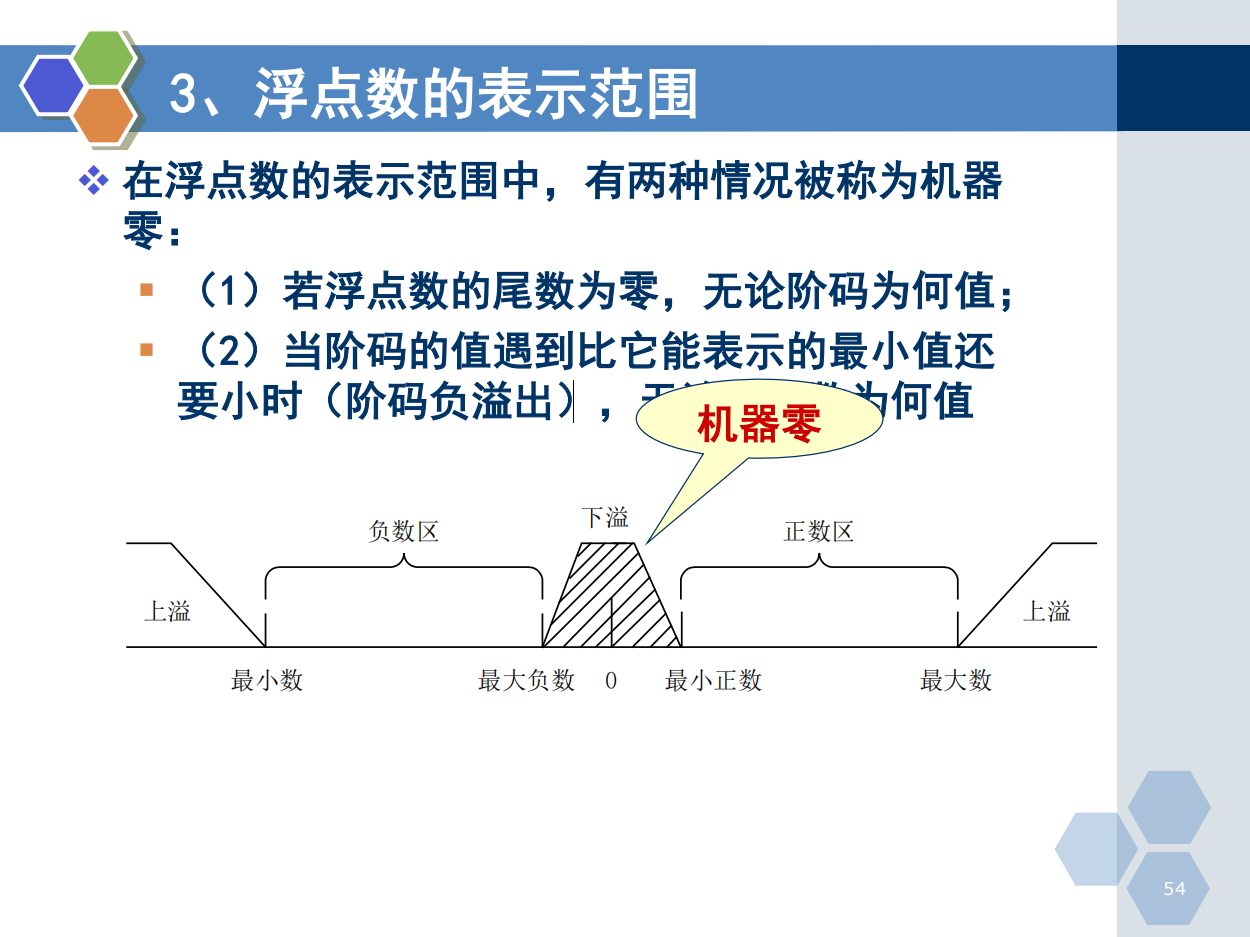 3、浮点数的表示范围
在浮点数的表示范围中，有两种情况被称为机器
零：
（1）若浮点数的尾数为零，无论阶码为何值；
（2）当阶码的值遇到比它能表示的最小值还
要小时（阶码负溢出），无 数为何值
机器零
下溢
负数区
正数区
上溢
上溢
最小数
最大负数
0
最小正数
最大数
54